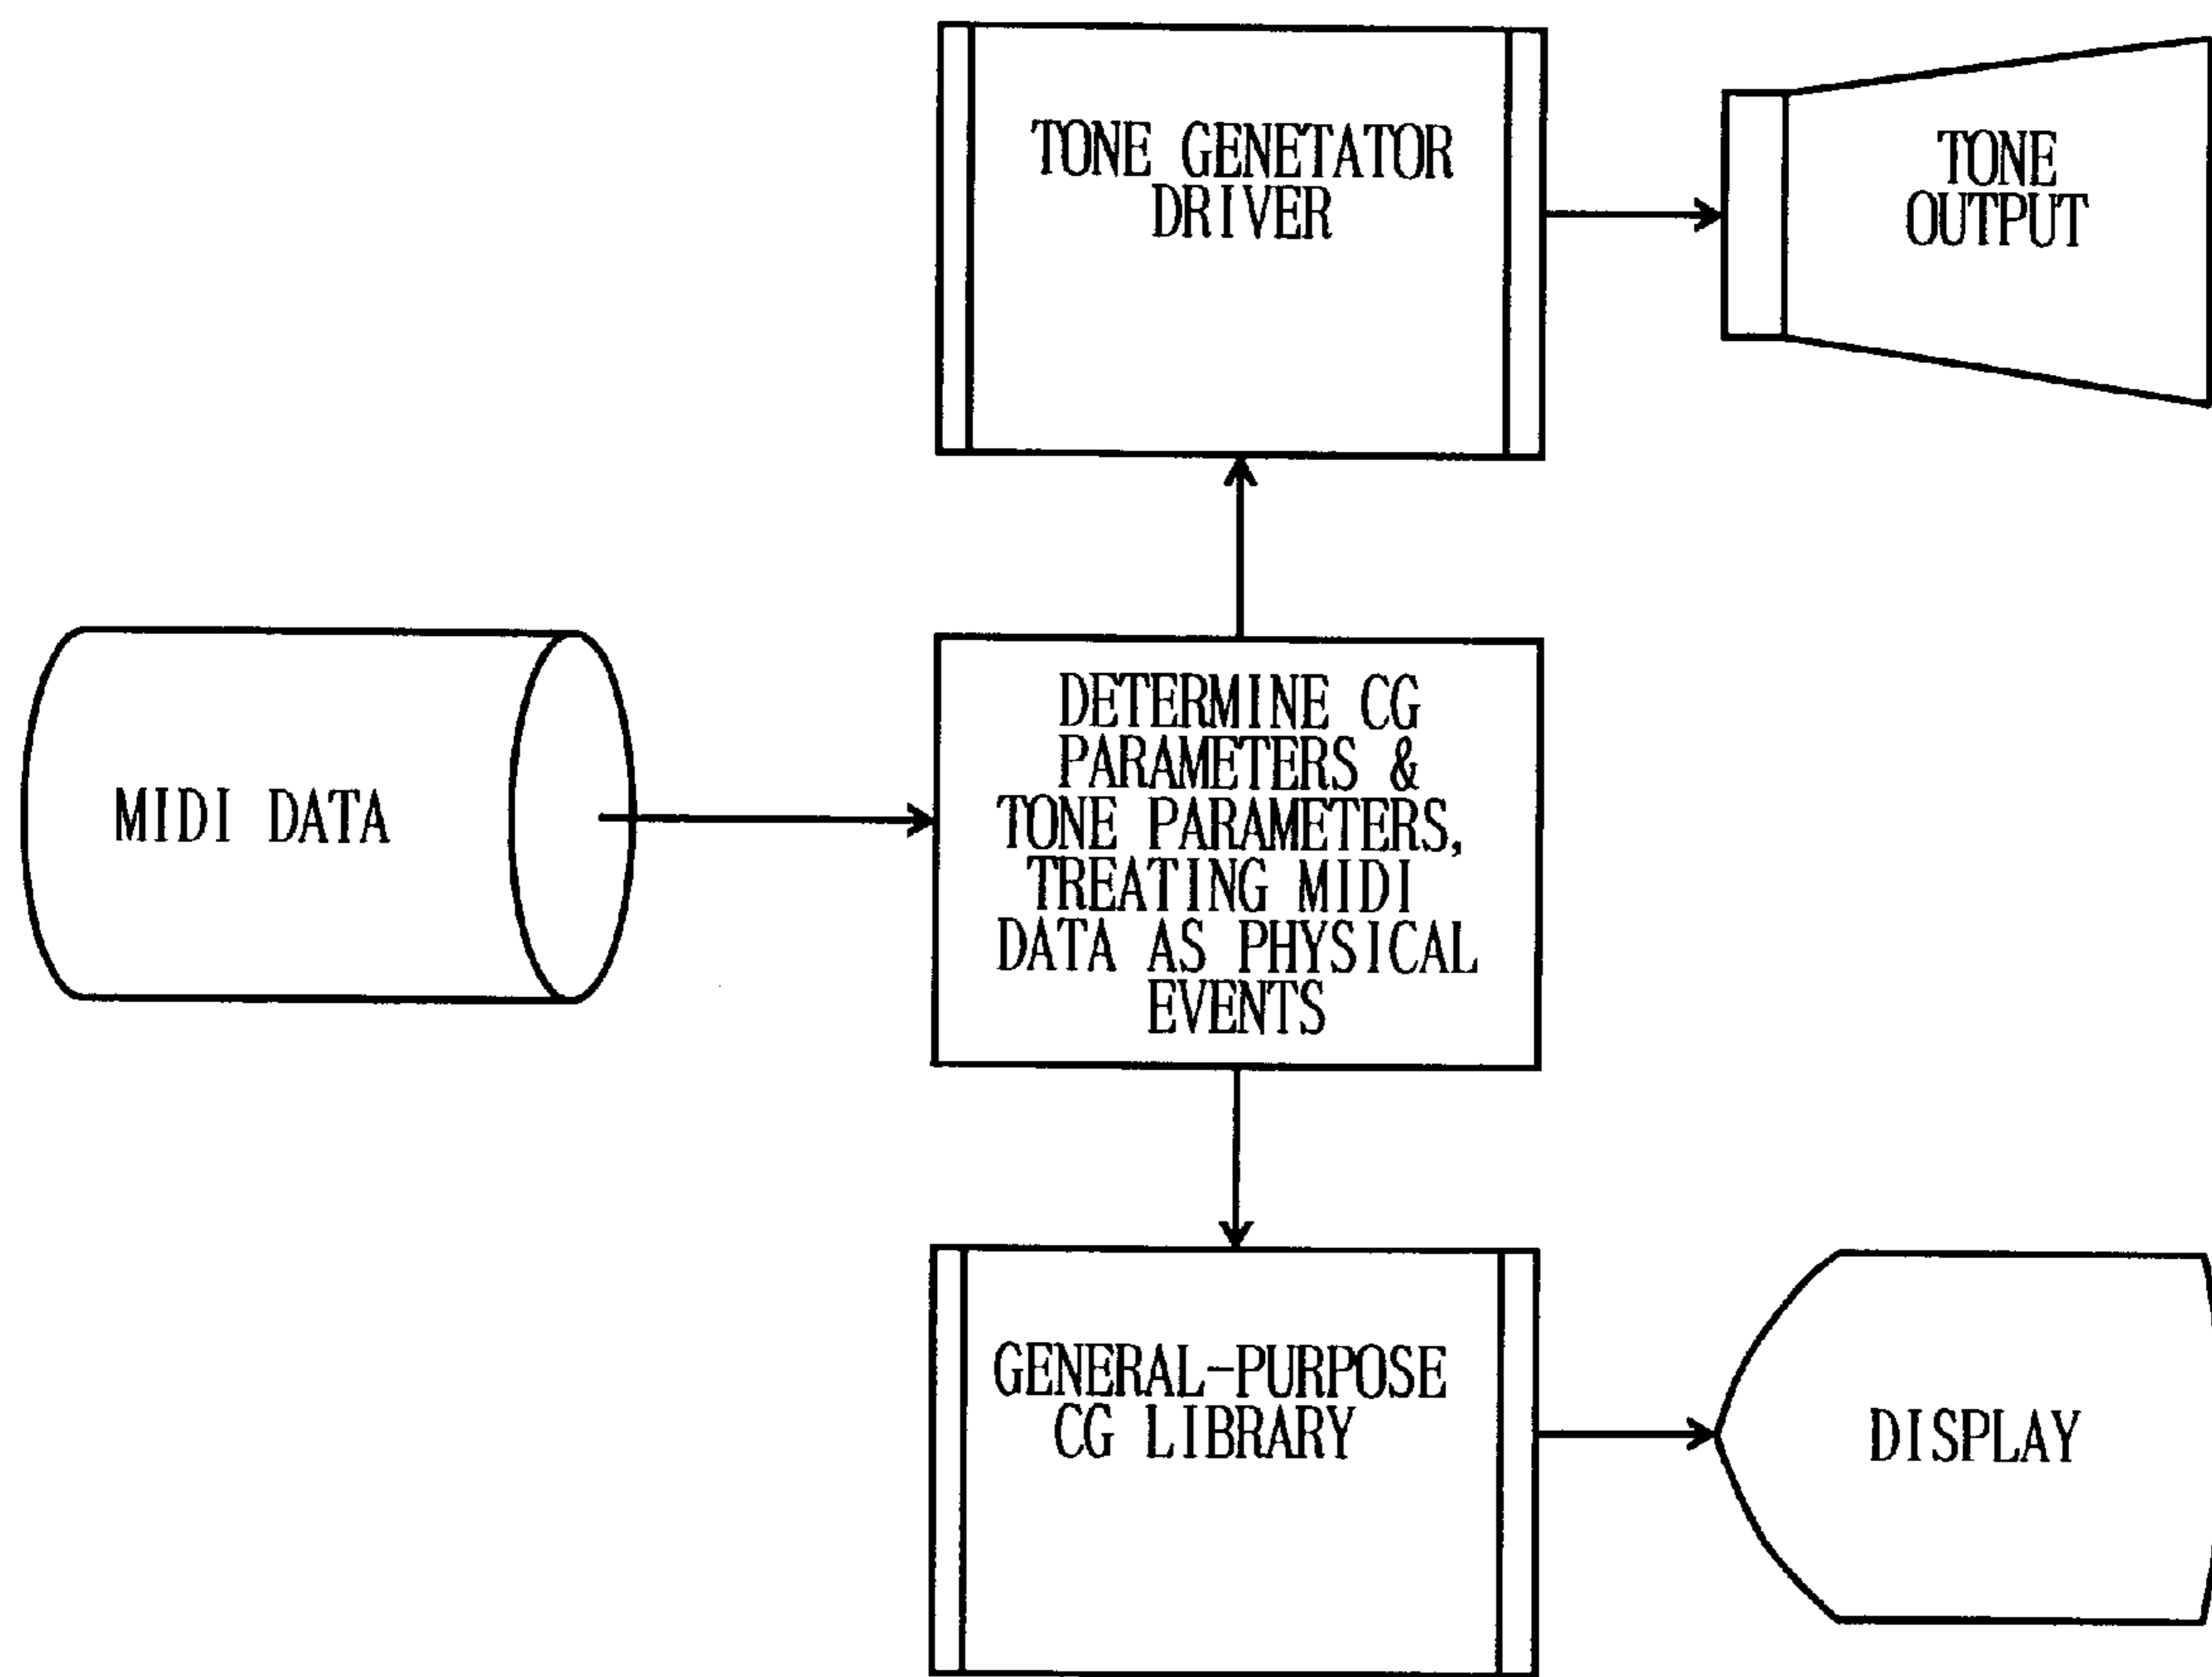 TONE GENETATOR
DRIVER
TONE
OUTPUT
MIDI DATA
DETERMINE CG
PARAMETERS &
TONE PARAMETERS,
TREATING MIDI
DATA AS PHYSICAL
EVENTS
GENERAL-PURPOSE
CG LIBRARY
DISPLAY